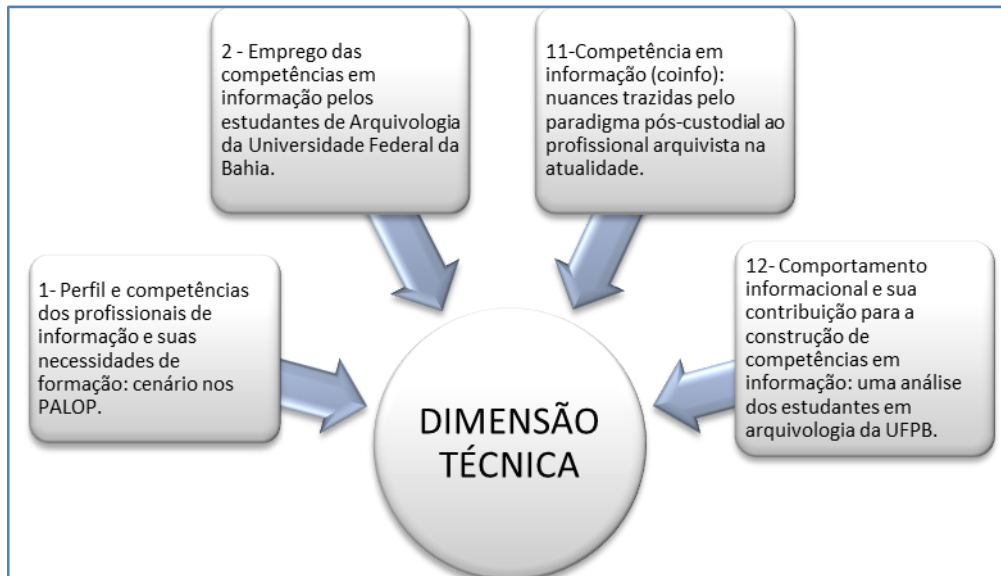 1- Perfil e competências
dos profissionais de
informação e suas
necessidades de
formação: cenário nos
PALOP.
2 - Emprego das
competências em
informação pelos
estudantes de Arquivologia
da Universidade Federal da
Bahia.
11-Competência em
informação (coinfo):
nuances trazidas pelo
paradigma pós-custodial ao
profissional arquivista na
atualidade.
12- Comportamento
informacional e sua
contribuição para a
construção de
competências em
informação: uma análise
dos estudantes em
arquivologia da UFPB.
DIMENSÃO
TÉCNICA